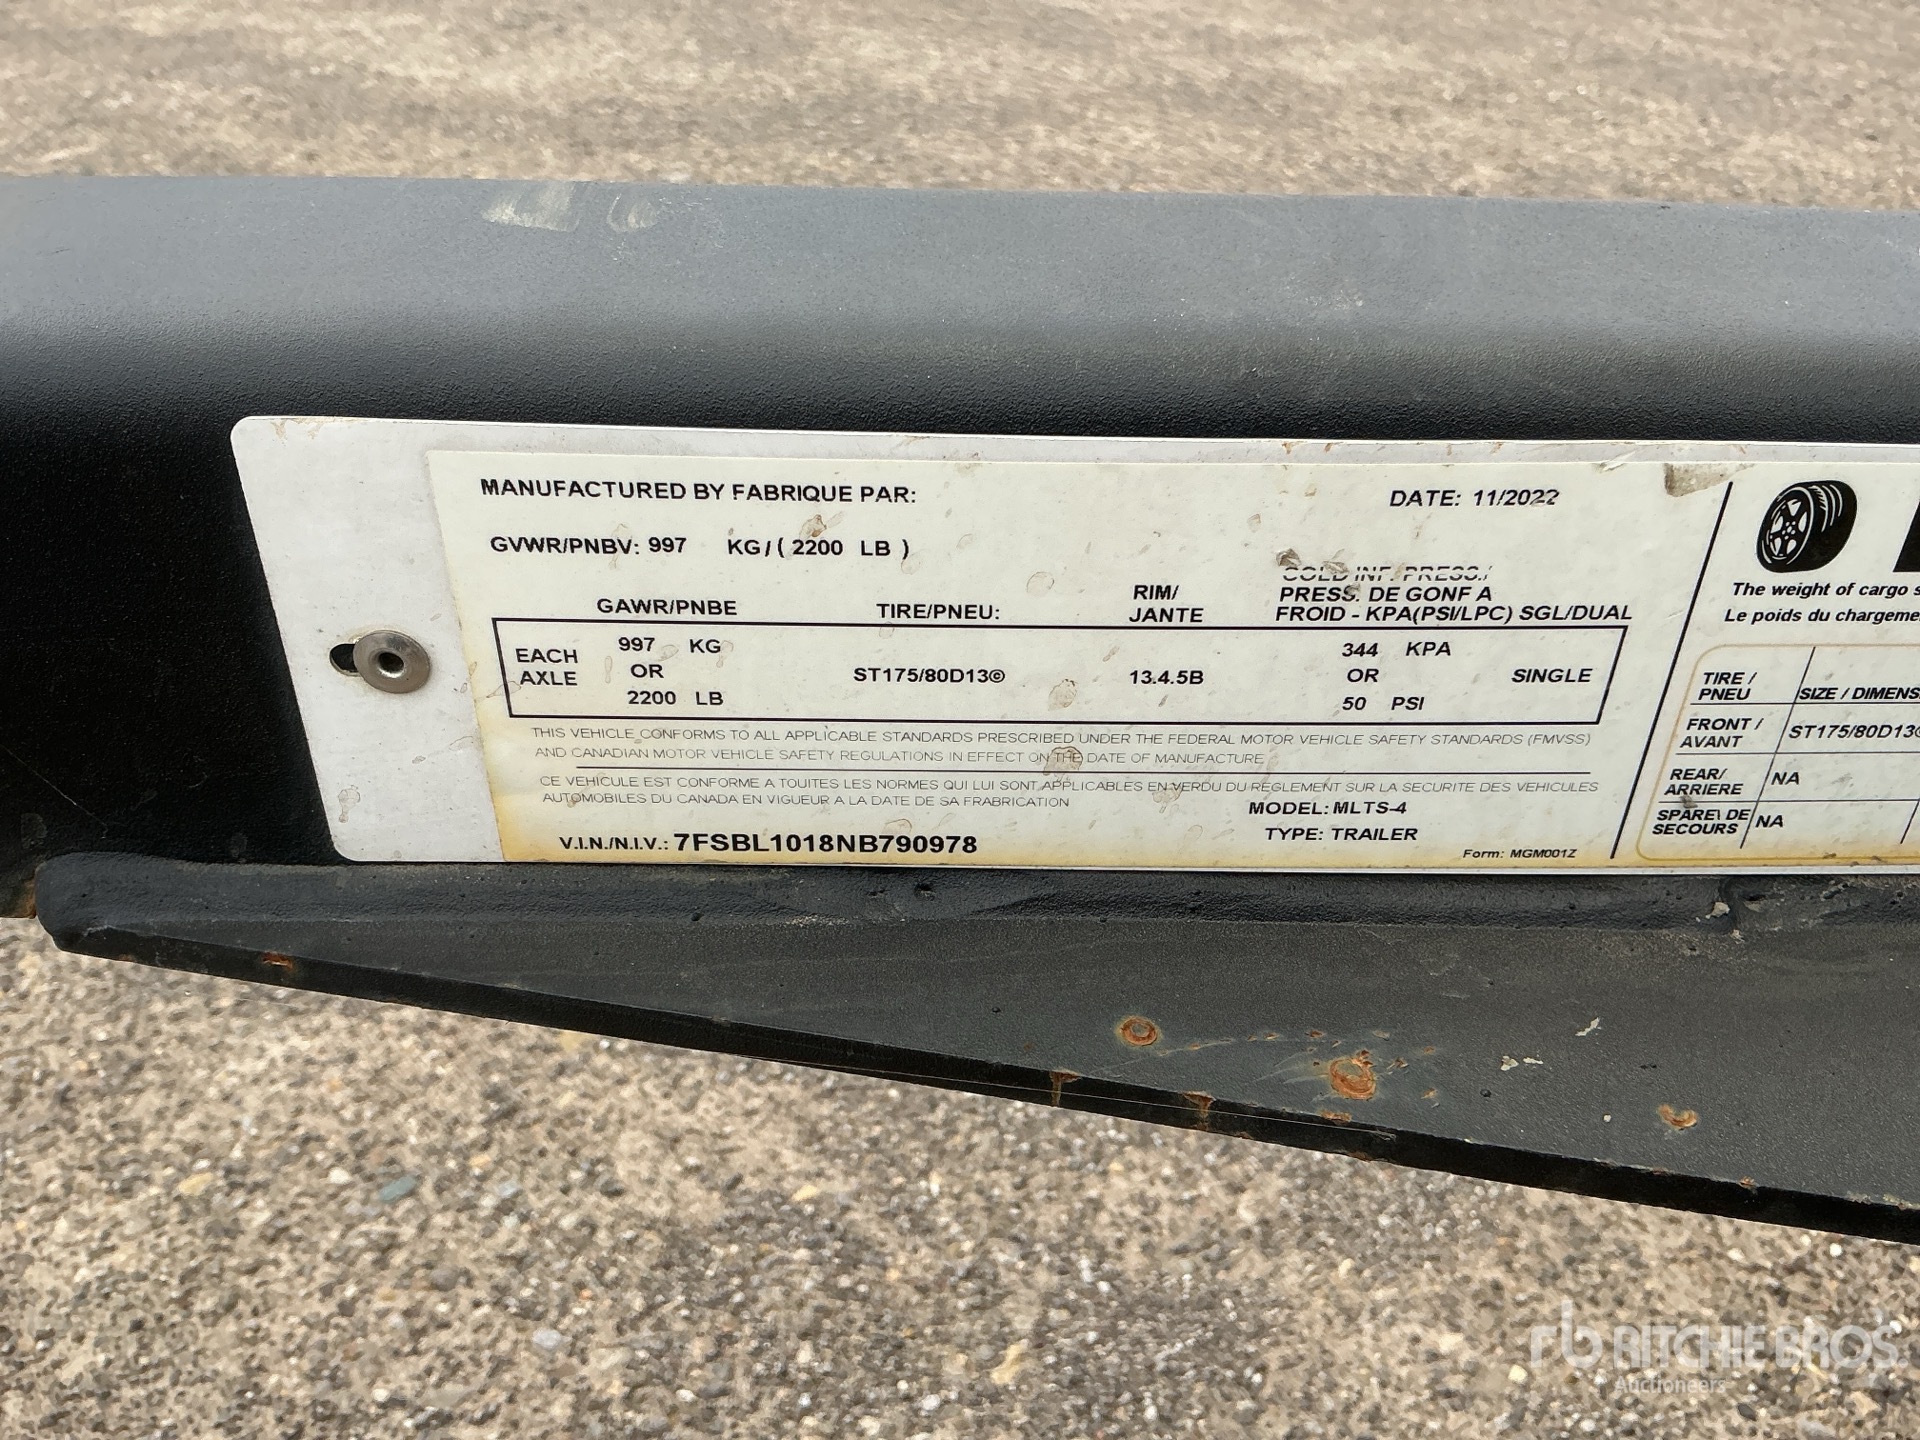 MANUFACTURED BY FABRIQUE PAR:
DATE: 11/2022
GVWR/PNBV: 997 KG / ( 2200 LB )
GAWR/PNBE TIRE/PNEU: RIM/ JANTE
COLD INF. PRESS./
PRESS. DE GONF A
FROID - KPA(PSI/LPC) SGL/DUAL
EACH AXLE
997 KG
OR
2200 LB
ST175/80D13©
13.4.5B
344 KPA
OR
50 PSI
SINGLE
THIS VEHICLE CONFORMS TO ALL APPLICABLE STANDARDS PRESCRIBED UNDER THE FEDERAL MOTOR VEHICLE SAFETY STANDARDS (FMVSS)
AND CANADIAN MOTOR VEHICLE SAFETY REGULATIONS IN EFFECT ON THE DATE OF MANUFACTURE
CE VEHICULE EST CONFORME A TOUITES LES NORMES QUI LUI SONT APPLICABLES EN VERDU DU REGLEMENT SUR LA SECURITE DES VEHICULES
AUTOMOBILES DU CANADA EN VIGUEUR A LA DATE DE SA FRABRICATION
MODEL: MLTS-4
TYPE: TRAILER
V.I.N./N.I.V.: 7FSBL1018NB790978
Form: MGM001Z
The weight of cargo
Le poids du
TIRE / PNEU SIZE /
FRONT / AVANT ST175/80D13
REAR/ ARRIERE NA
SPARE\ DE SECOURS NA
rb RITCHIE BROS.
Auctioneers